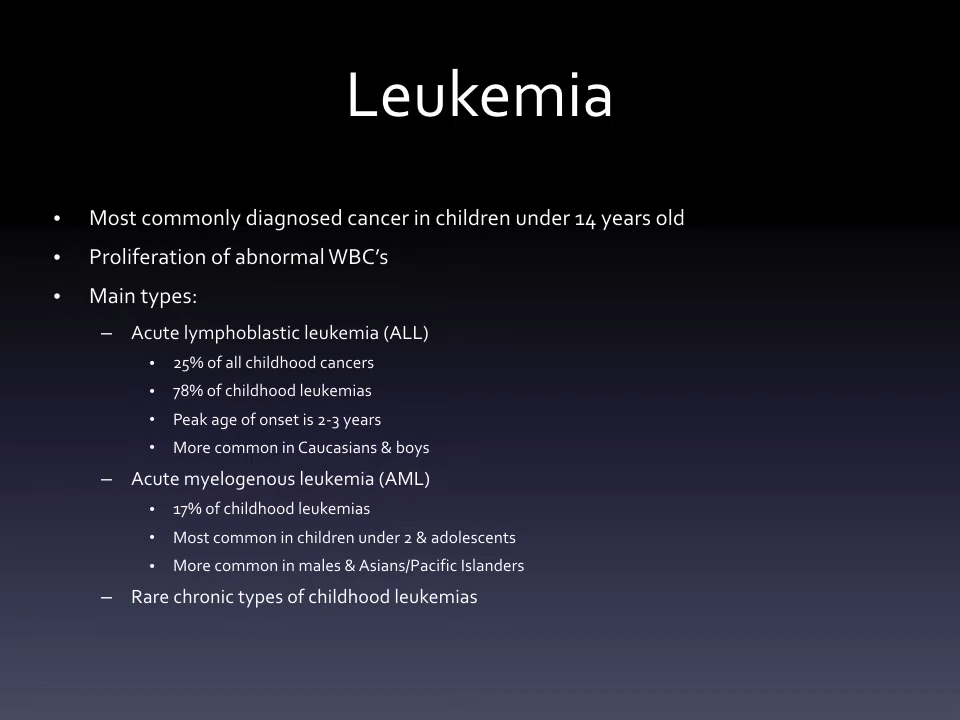 Leukemia
• Most commonly diagnosed cancer in children under 14 years old
• Proliferation of abnormal WBC’s
• Main types:
– Acute lymphoblastic leukemia (ALL)
• 25% of all childhood cancers
• 78% of childhood leukemias
• Peak age of onset is 2-3 years
• More common in Caucasians & boys
– Acute myelogenous leukemia (AML)
• 17% of childhood leukemias
• Most common in children under 2 & adolescents
• More common in males & Asians/Pacific Islanders
– Rare chronic types of childhood leukemias